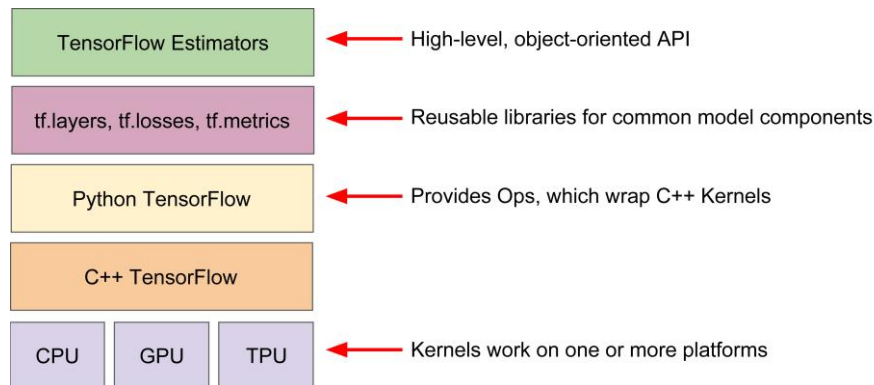 TensorFlow Estimators
High-level, object-oriented API
tf.layers, tf.losses, tf.metrics
Reusable libraries for common model components
Python TensorFlow
Provides Ops, which wrap C++ Kernels
C++ TensorFlow
CPU
GPU
TPU
Kernels work on one or more platforms